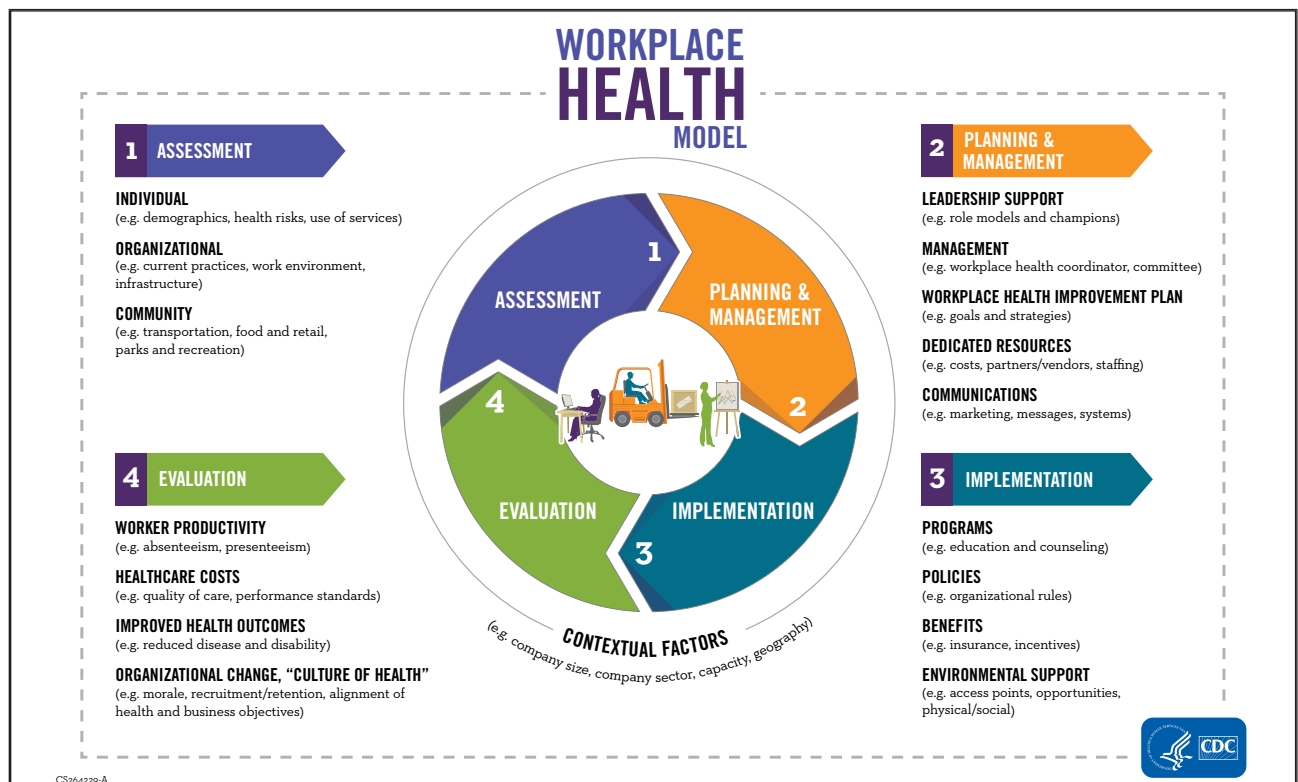 WORKPLACE
HEALTH
MODEL
1 ASSESSMENT
INDIVIDUAL
(e.g. demographics, health risks, use of services)
ORGANIZATIONAL
(e.g. current practices, work environment,
infrastructure)
COMMUNITY
(e.g. transportation, food and retail,
parks and recreation)
2 PLANNING &
MANAGEMENT
LEADERSHIP SUPPORT
(e.g. role models and champions)
MANAGEMENT
(e.g. workplace health coordinator, committee)
WORKPLACE HEALTH IMPROVEMENT PLAN
(e.g. goals and strategies)
DEDICATED RESOURCES
(e.g. costs, partners/vendors, staffing)
COMMUNICATIONS
(e.g. marketing, messages, systems)
1
ASSESSMENT
PLANNING &
MANAGEMENT
2
4
EVALUATION
IMPLEMENTATION
3
CONTEXTUAL FACTORS
(e.g. company size, company sector, capacity, geography)
4 EVALUATION
WORKER PRODUCTIVITY
(e.g. absenteeism, presenteeism)
HEALTHCARE COSTS
(e.g. quality of care, performance standards)
IMPROVED HEALTH OUTCOMES
(e.g. reduced disease and disability)
ORGANIZATIONAL CHANGE, “CULTURE OF HEALTH”
(e.g. morale, recruitment/retention, alignment of
health and business objectives)
3 IMPLEMENTATION
PROGRAMS
(e.g. education and counseling)
POLICIES
(e.g. organizational rules)
BENEFITS
(e.g. insurance, incentives)
ENVIRONMENTAL SUPPORT
(e.g. access points, opportunities,
physical/social)
CDC
CS264229-A